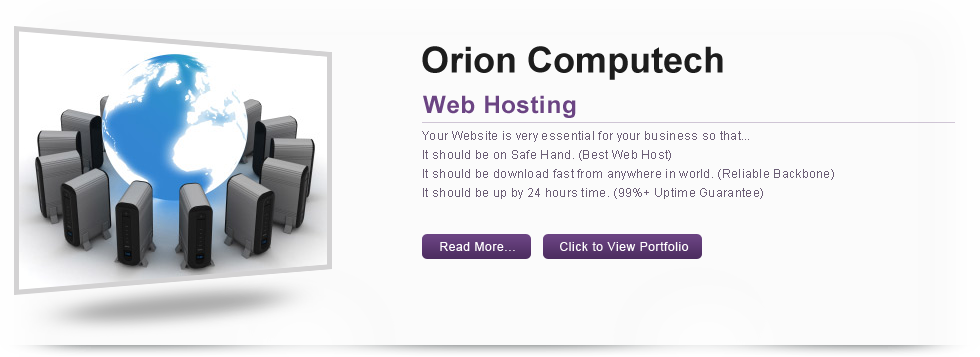 Orion Computech
Web Hosting
Your Website is very essential for your business so that...
It should be on Safe Hand. (Best Web Host)
It should be download fast from anywhere in world. (Reliable Backbone)
It should be up by 24 hours time. (99%+ Uptime Guarantee)
Read More... Click to View Portfolio